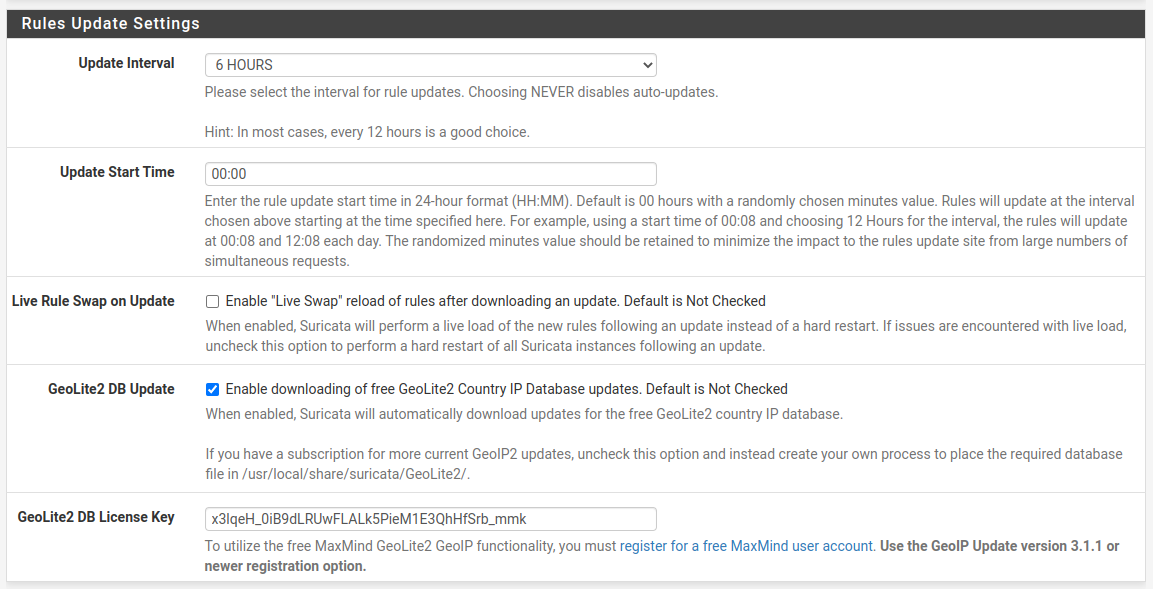 Rules Update Settings
Update Interval
6 HOURS
Please select the interval for rule updates. Choosing NEVER disables auto-updates.
Hint: In most cases, every 12 hours is a good choice.
Update Start Time
00:00
Enter the rule update start time in 24-hour format (HH:MM). Default is 00 hours with a randomly chosen minutes value. Rules will update at the interval
chosen above starting at the time specified here. For example, using a start time of 00:08 and choosing 12 Hours for the interval, the rules will update
at 00:08 and 12:08 each day. The randomized minutes value should be retained to minimize the impact to the rules update site from large numbers of
simultaneous requests.
Live Rule Swap on Update
Enable "Live Swap" reload of rules after downloading an update. Default is Not Checked
When enabled, Suricata will perform a live load of the new rules following an update instead of a hard restart. If issues are encountered with live load,
uncheck this option to perform a hard restart of all Suricata instances following an update.
GeoLite2 DB Update
Enable downloading of free GeoLite2 Country IP Database updates. Default is Not Checked
When enabled, Suricata will automatically download updates for the free GeoLite2 country IP database.
If you have a subscription for more current GeoIP2 updates, uncheck this option and instead create your own process to place the required database
file in /usr/local/share/suricata/GeoLite2/.
GeoLite2 DB License Key
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
To utilize the free MaxMind GeoLite2 GeoIP functionality, you must register for a free MaxMind user account. Use the GeoIP Update version 3.1.1 or
newer registration option.